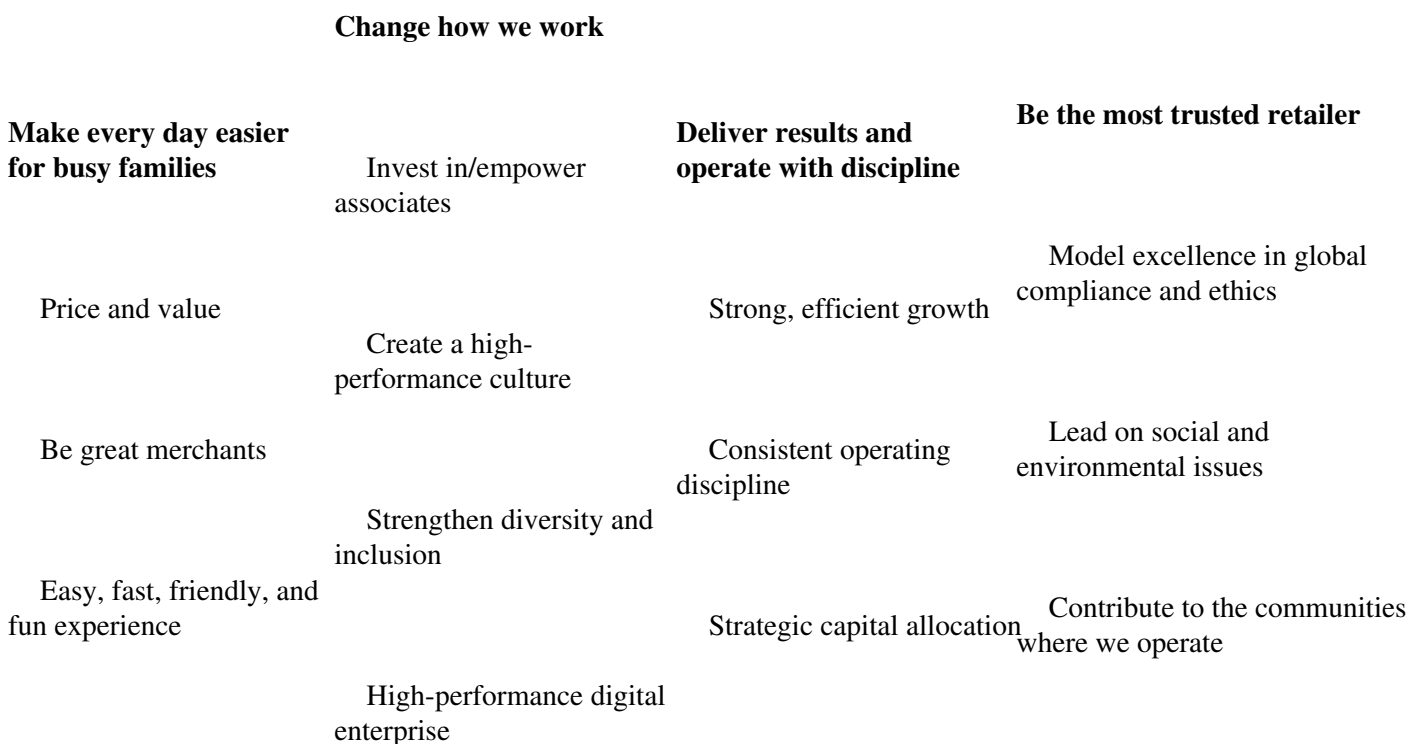 Make every day easier
for busy families
Price and value
Be great merchants
Easy, fast, friendly, and
fun experience
Change how we work
Invest in/empower
associates
Create a high-
performance culture
Strengthen diversity and
inclusion
High-performance digital
enterprise
Deliver results and
operate with discipline
Strong, efficient growth
Consistent operating
discipline
Strategic capital allocation
Be the most trusted retailer
Model excellence in global
compliance and ethics
Lead on social and
environmental issues
Contribute to the communities
where we operate